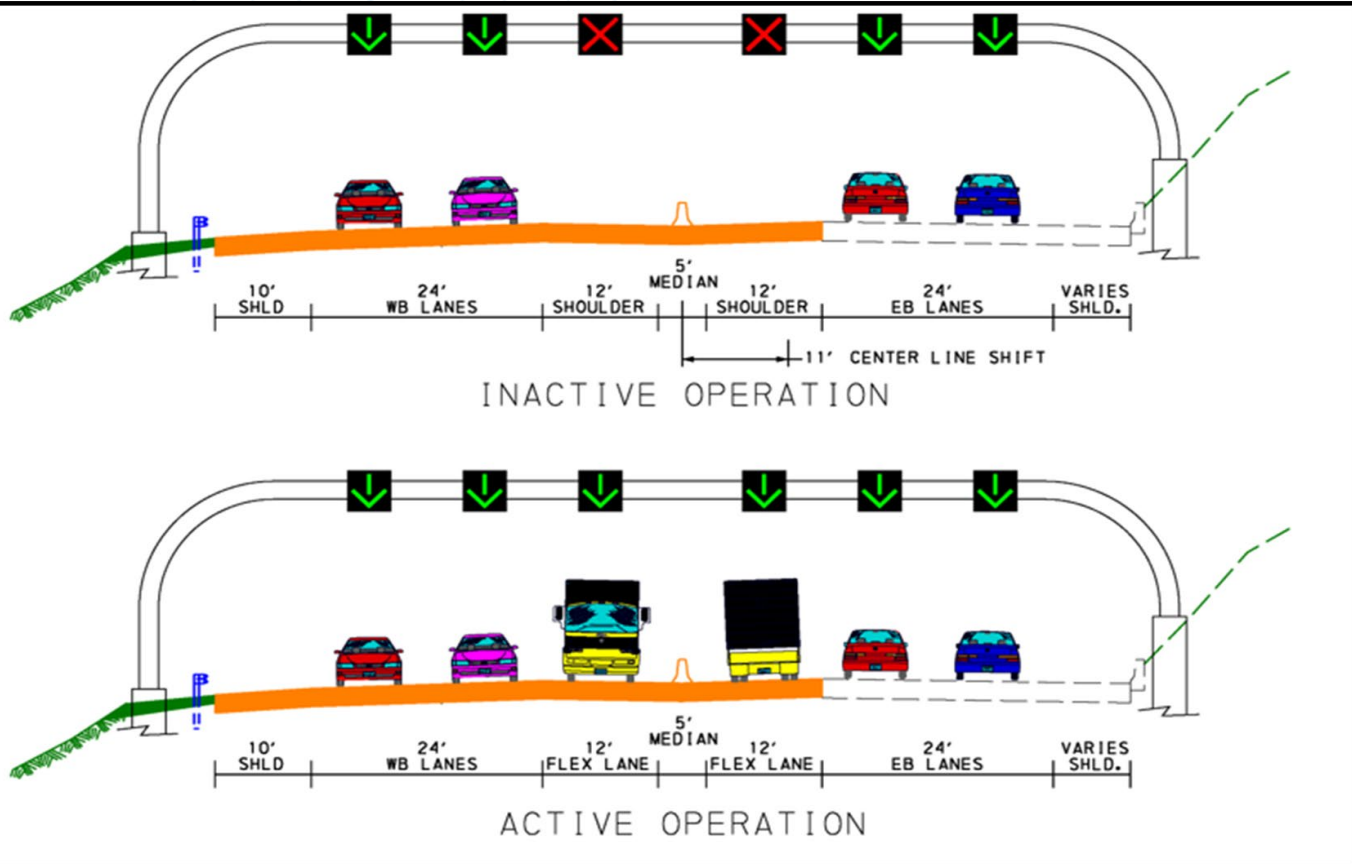 5'
MEDIAN
10'
SHLD
24'
WB LANES
12'
SHOULDER
12'
SHOULDER
24'
EB LANES
VARIES
SHLD.
11' CENTER LINE SHIFT
INACTIVE OPERATION
5'
MEDIAN
10'
SHLD
24'
WB LANES
12'
FLEX LANE
12'
FLEX LANE
24'
EB LANES
VARIES
SHLD.
ACTIVE OPERATION